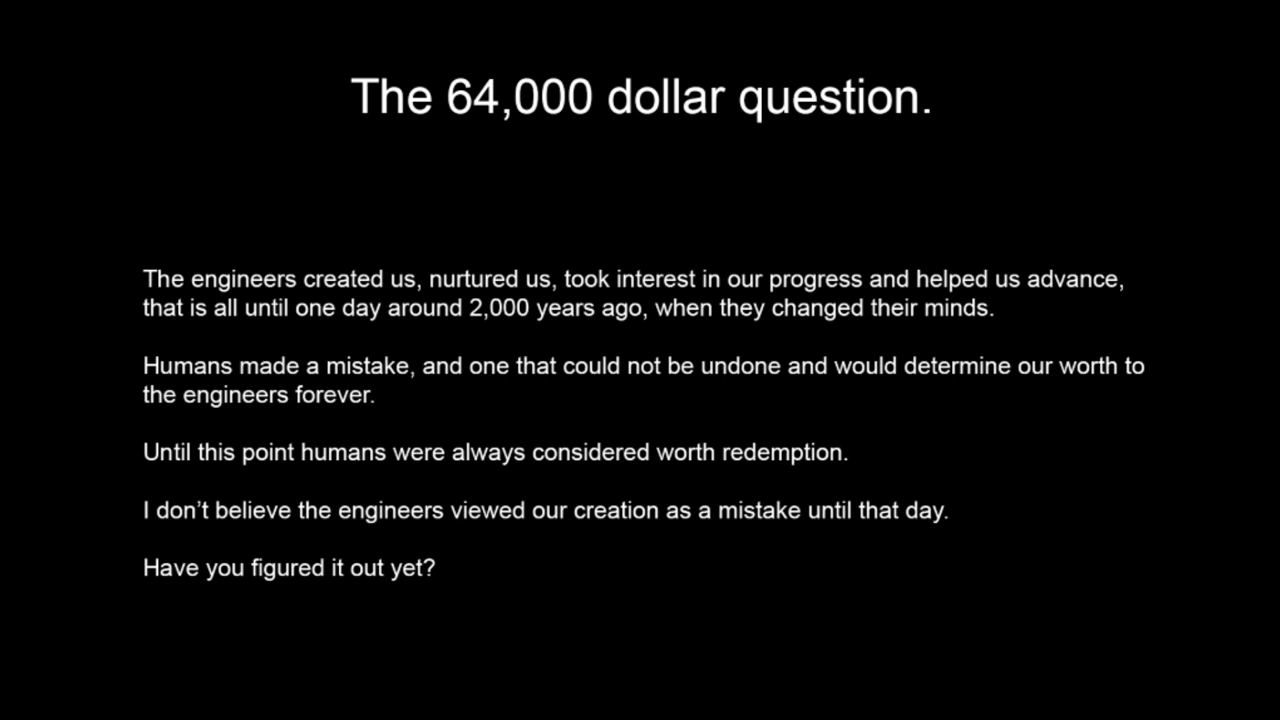 The 64,000 dollar question.
The engineers created us, nurtured us, took interest in our progress and helped us advance,
that is all until one day around 2,000 years ago, when they changed their minds.
Humans made a mistake, and one that could not be undone and would determine our worth to
the engineers forever.
Until this point humans were always considered worth redemption.
I don’t believe the engineers viewed our creation as a mistake until that day.
Have you figured it out yet?